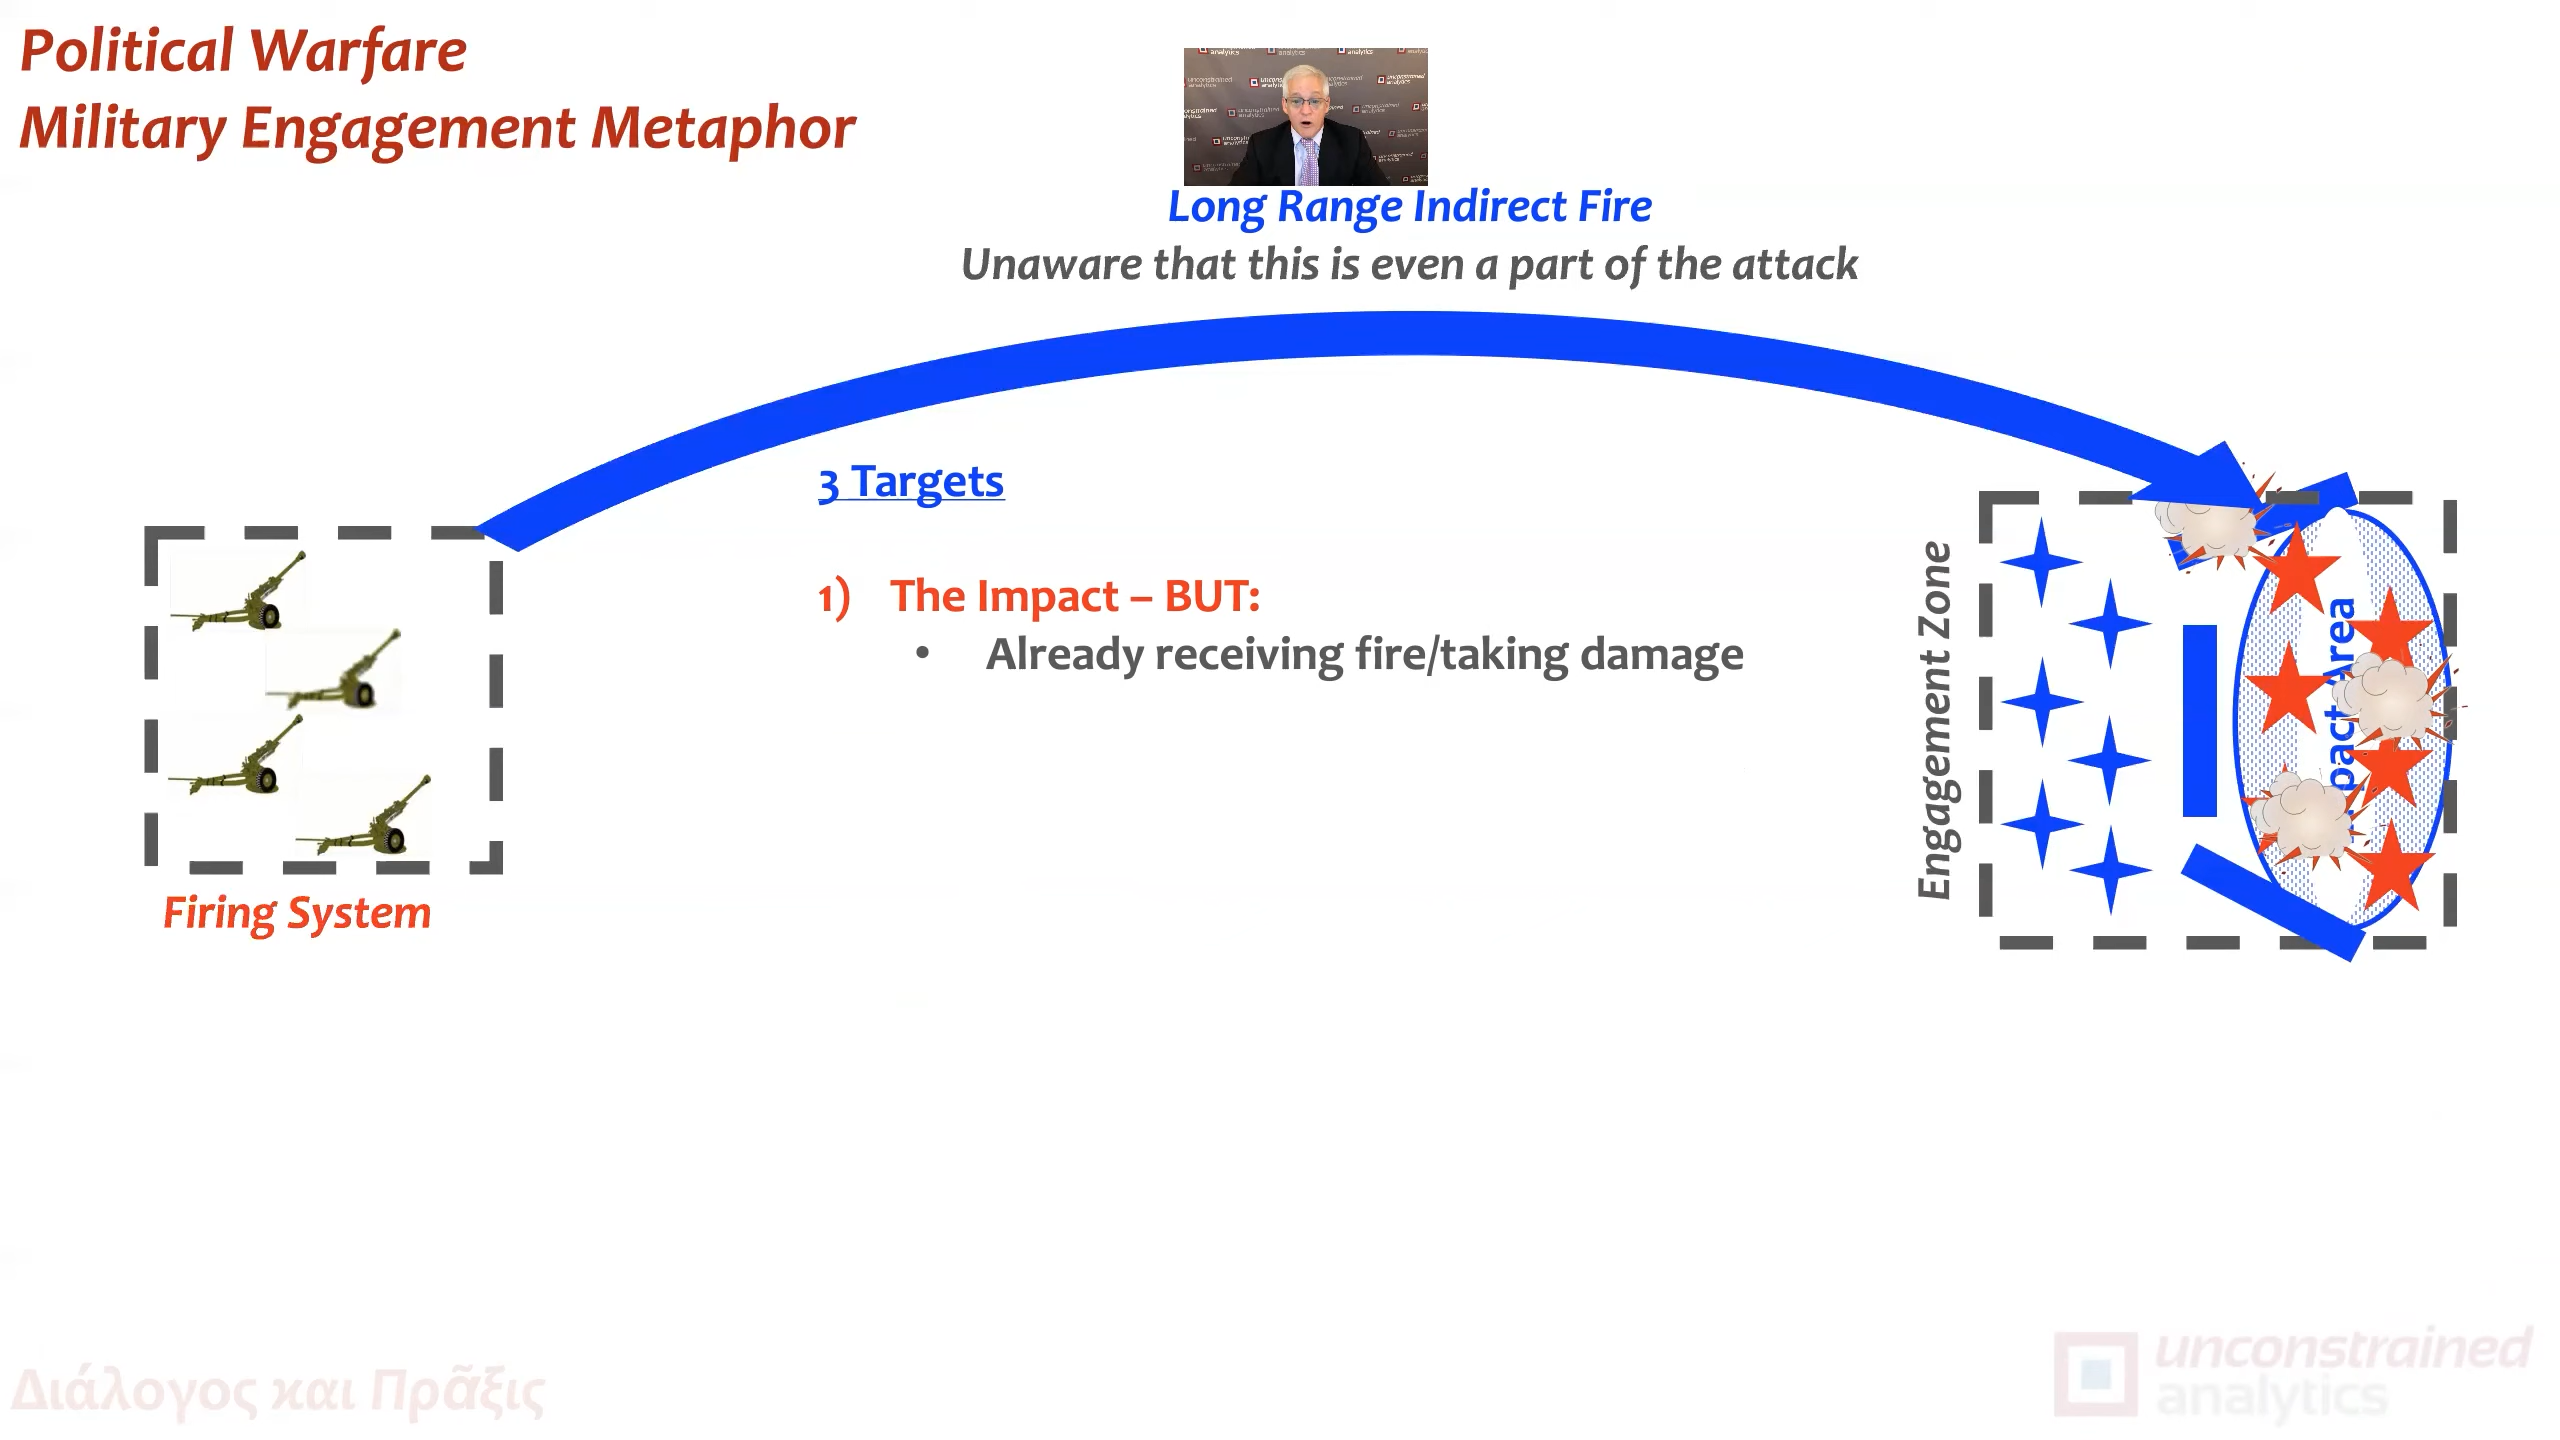 Political Warfare
Military Engagement Metaphor
unconstrained
analytics
Long Range Indirect Fire
Unaware that this is even a part of the attack
3 Targets
1) The Impact – BUT:
• Already receiving fire/taking damage
Firing System
Engagement Zone
Διάλογος και Πρᾶξις
unconstrained
analytics